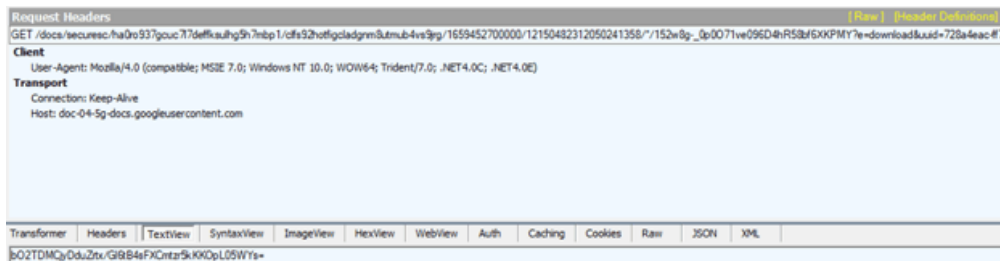 Request Headers [ Raw ] [Header Definitions]
GET /docs/securesc/ha0ro937gcuc7l7deffksulhg5h7mbp1/clfs92hotfigcladgnm8utmub4vs9jrg/1659452700000/12150482312050241358/*/152w8g-_0p0O71ve096D4hR58bf6XKPMY?e=download&uuid=728a4eac-ff7
Client
User-Agent: Mozilla/4.0 (compatible; MSIE 7.0; Windows NT 10.0; WOW64; Trident/7.0; .NET4.0C; .NET4.0E)
Transport
Connection: Keep-Alive
Host: doc-04-5g-docs.googleusercontent.com
Transformer Headers TextView SyntaxView ImageView HexView WebView Auth Caching Cookies Raw JSON XML
bO2TDMQyDduZrtx/GI6tB4sFXCmtzr5kKKOpL05WYs=